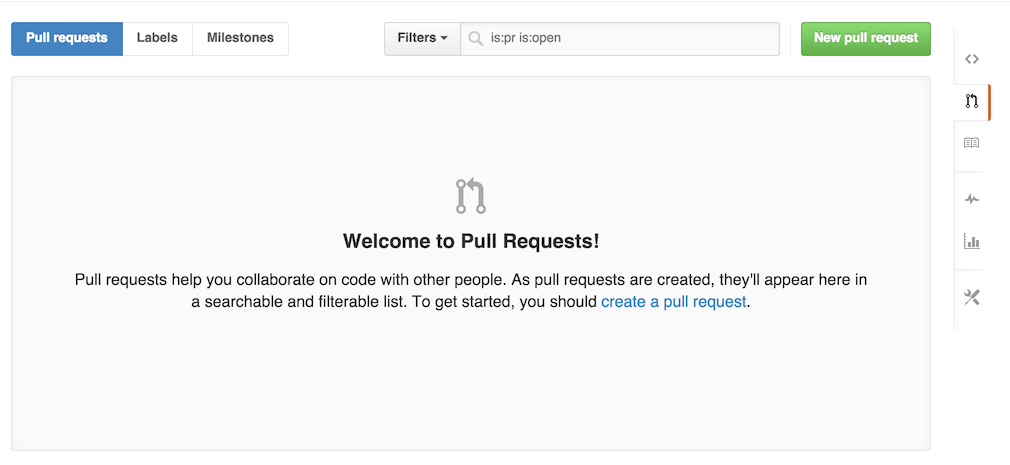 Pull requests Labels Milestones Filters is:pr is:open New pull request
Welcome to Pull Requests!
Pull requests help you collaborate on code with other people. As pull requests are created, they'll appear here in
a searchable and filterable list. To get started, you should create a pull request.